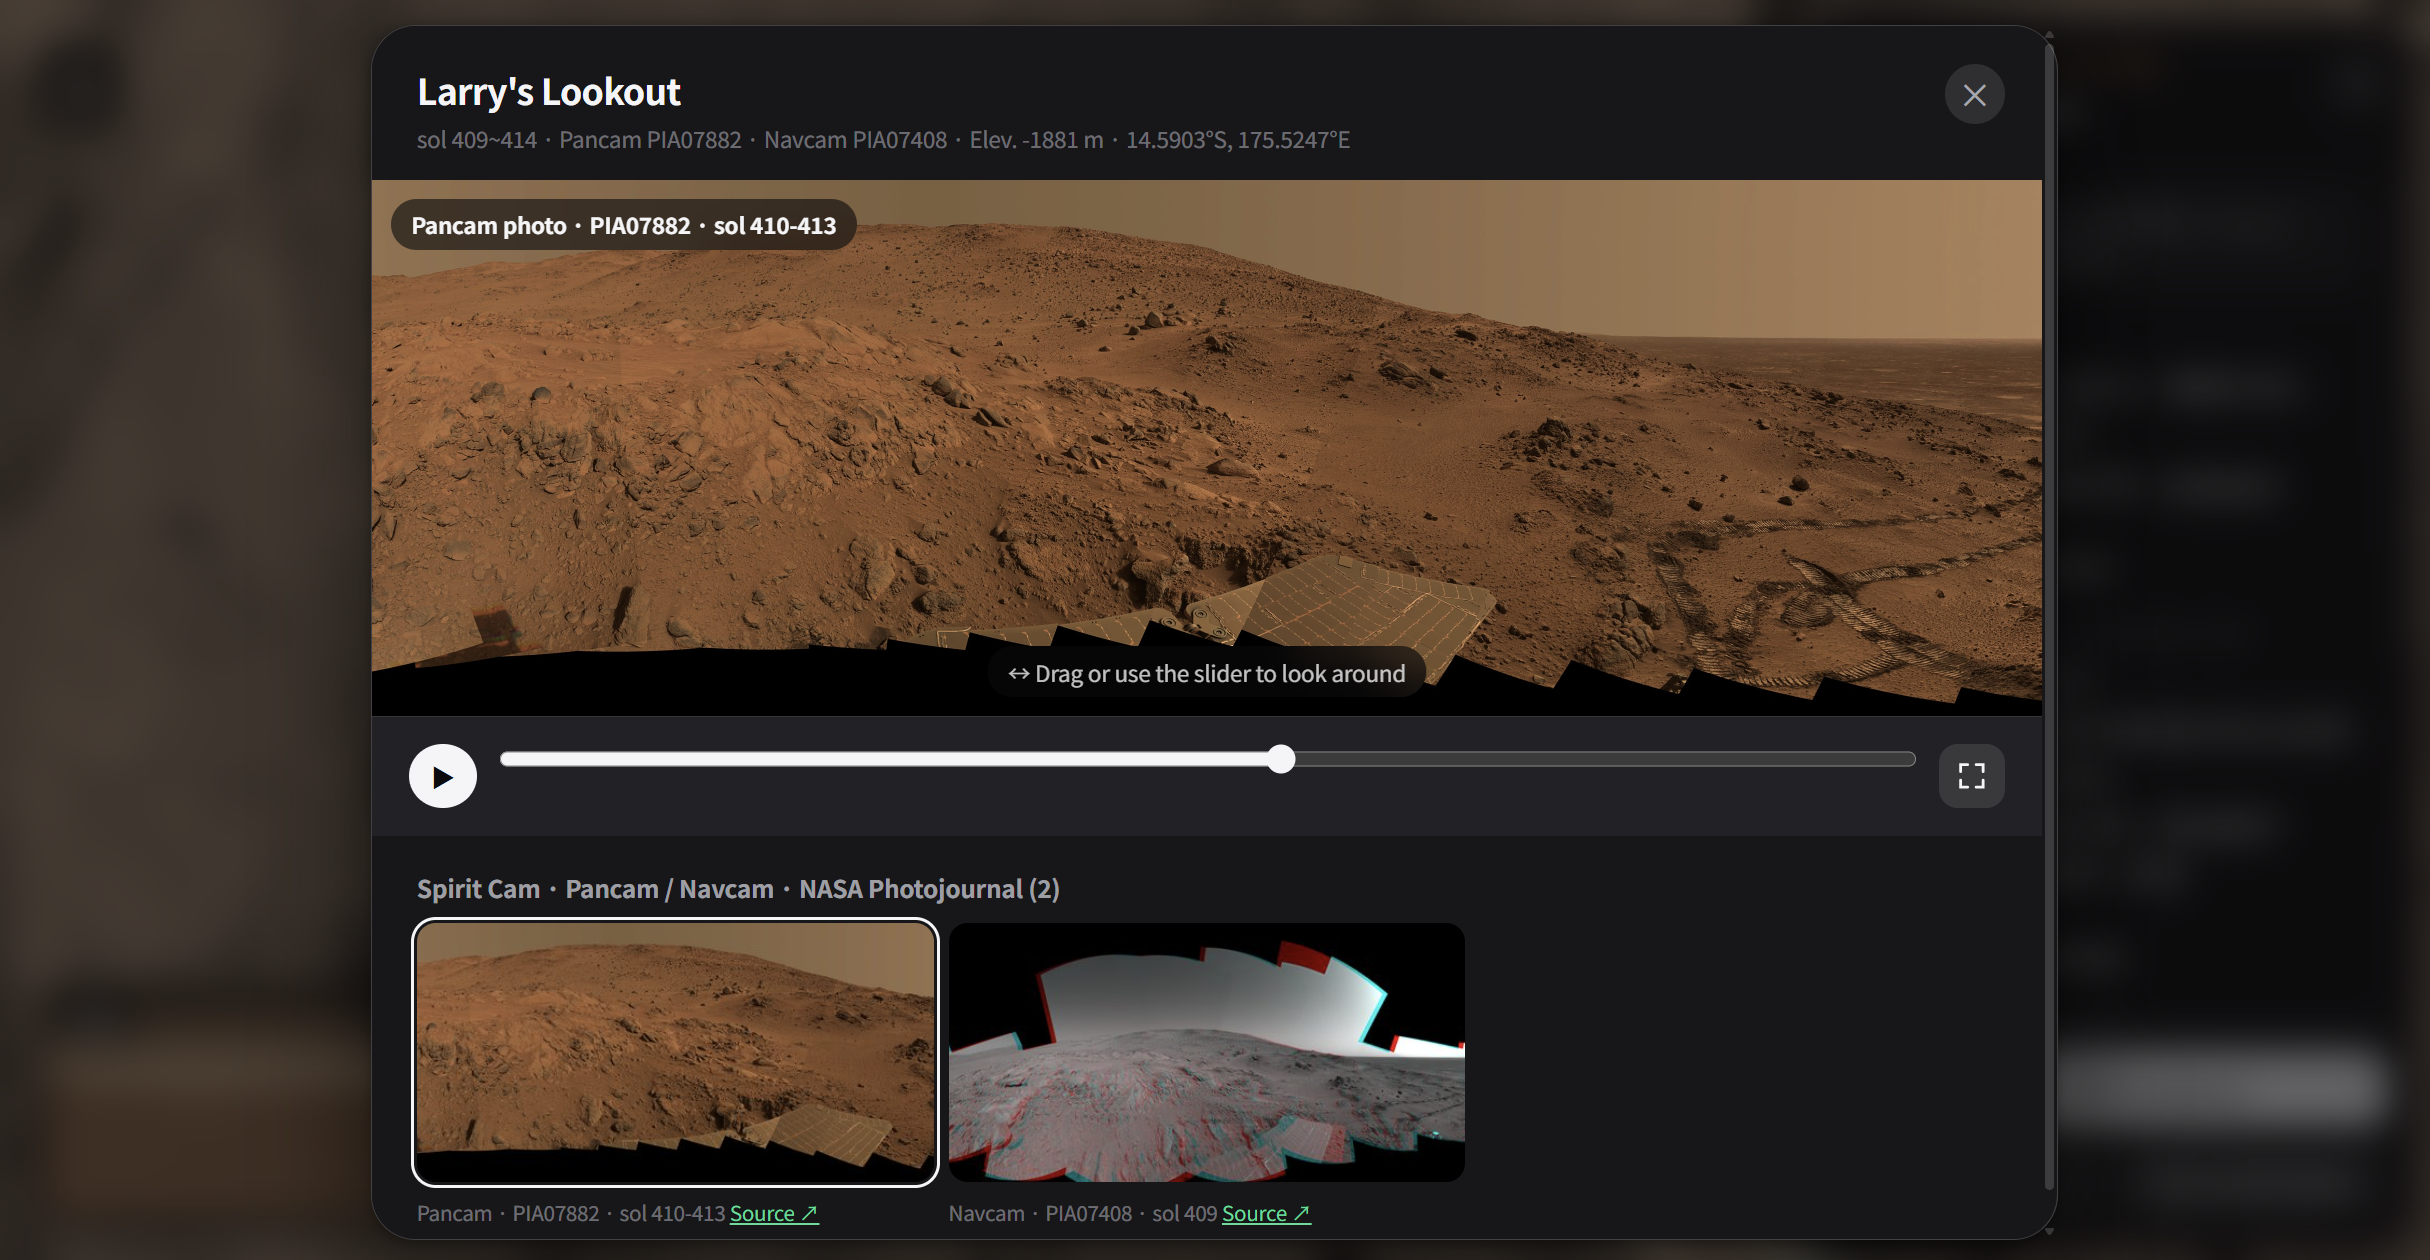 Larry's Lookout
sol 409~414 · Pancam PIA07882 · Navcam PIA07408 · Elev. -1881 m · 14.5903°S, 175.5247°E
Pancam photo · PIA07882 · sol 410-413
↔ Drag or use the slider to look around
Spirit Cam · Pancam / Navcam · NASA Photojournal (2)
Pancam · PIA07882 · sol 410-413 Source ↗
Navcam · PIA07408 · sol 409 Source ↗